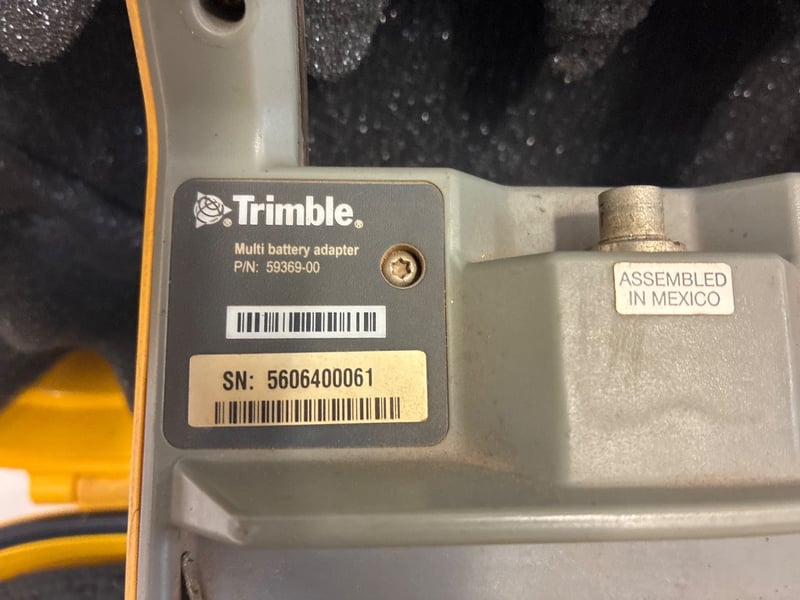 Trimble®
Multi battery adapter
P/N: 59369-00
SN: 5606400061
ASSEMBLED
IN MEXICO